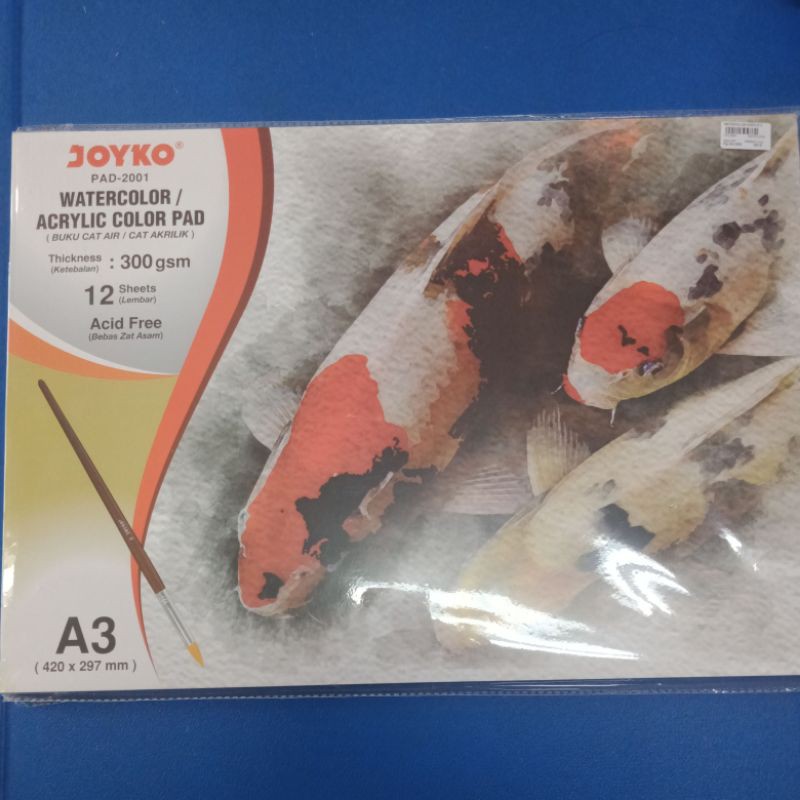 JOYKO®
PAD-2001
WATERCOLOR /
ACRYLIC COLOR PAD
( BUKU CAT AIR / CAT AKRILIK )
Thickness : 300 gsm
(Ketebalan)
12 Sheets
(Lembar)
Acid Free
(Bebas Zat Asam)
A3
( 420 x 297 mm )